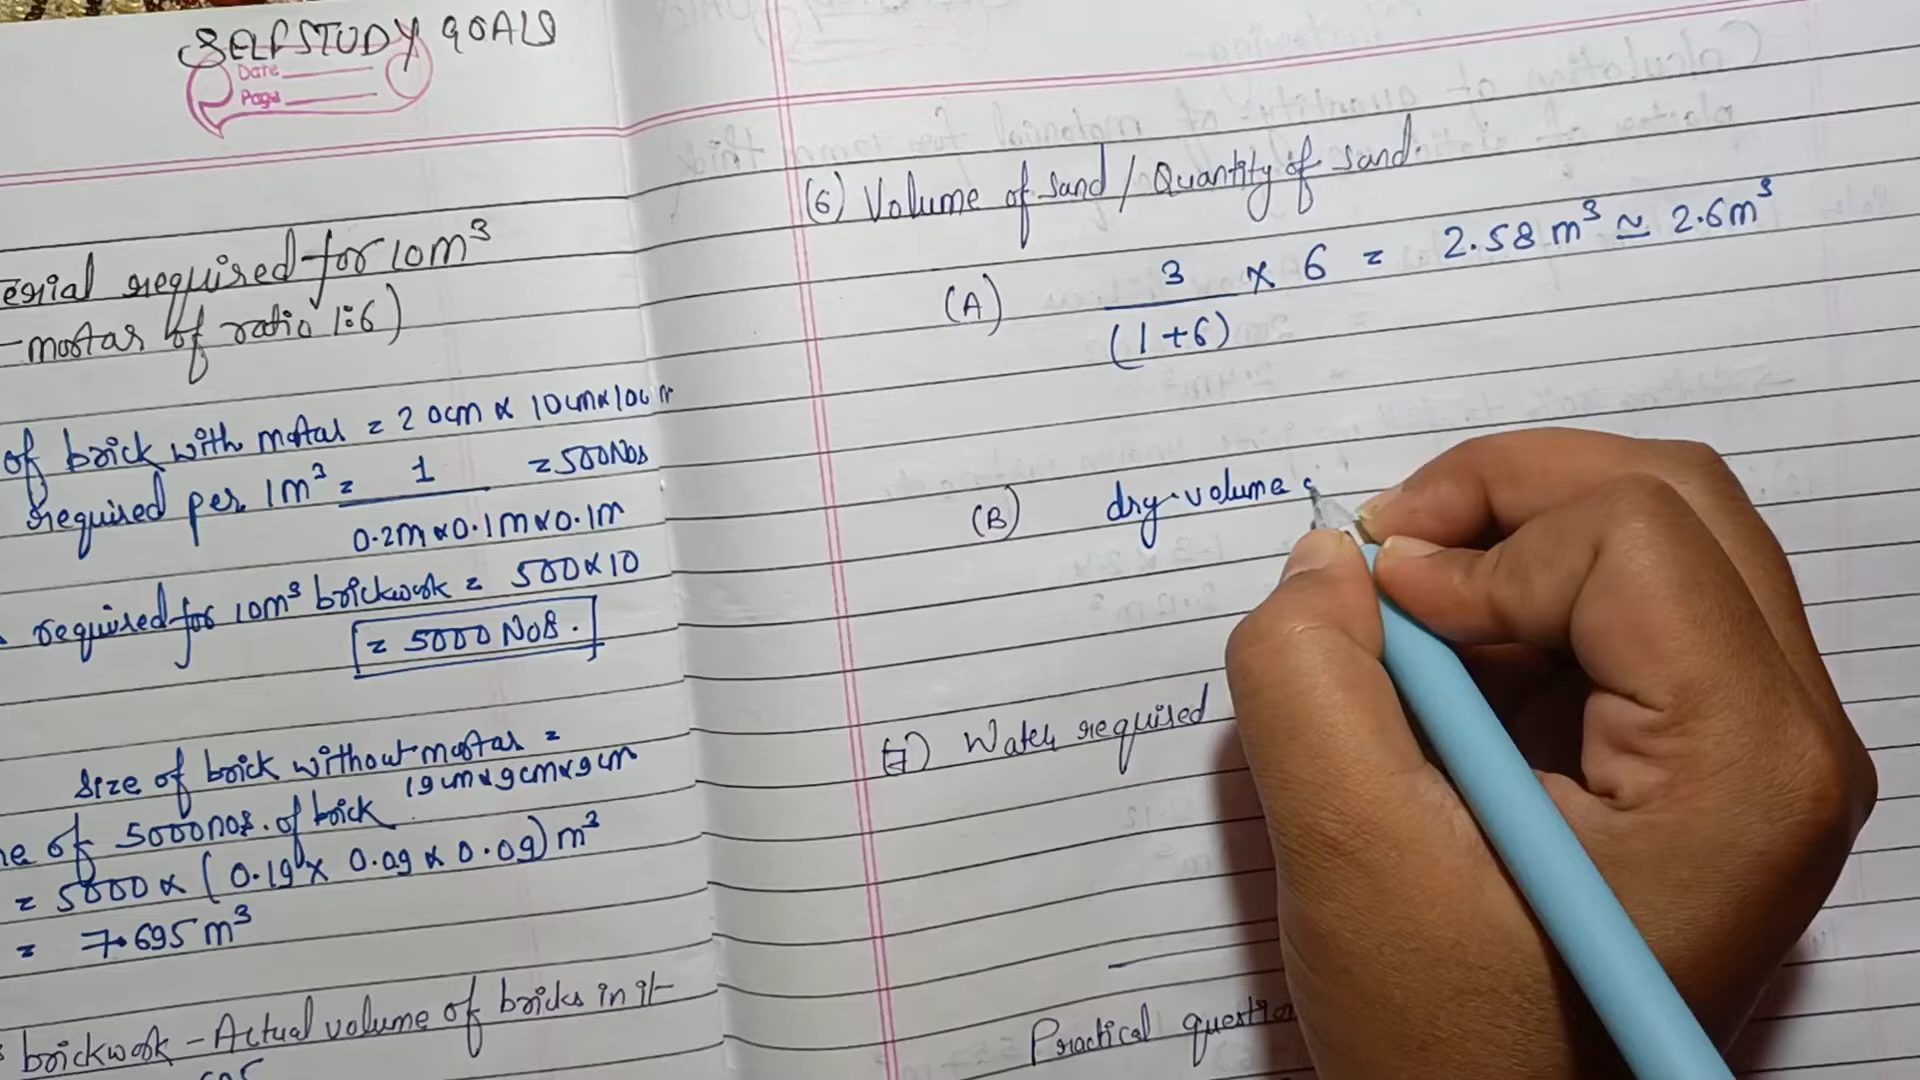 SELFSTUDY GOALS
Date
Page
erial required for 10m³
mortar of ratio 1:6)
of brick with mortar = 20cm × 10cm×10cm
required per 1m³ = 1 = 500Nos
0.2m×0.1m×0.1m
required for 10m³ brickwork = 500×10
= 5000 Nos.
Size of brick without mortar =
19cm×9cm×9cm
of 5000nos. of brick
= 5000 × (0.19 × 0.09 × 0.09) m³
= 7.695 m³
brickwork - Actual volume of bricks in it
(6) Volume of sand / Quantity of sand
(A) 3 × 6 = 2.58 m³ ≃ 2.6m³
(1+6)
(B) dry volume
(7) Water required
Practical question